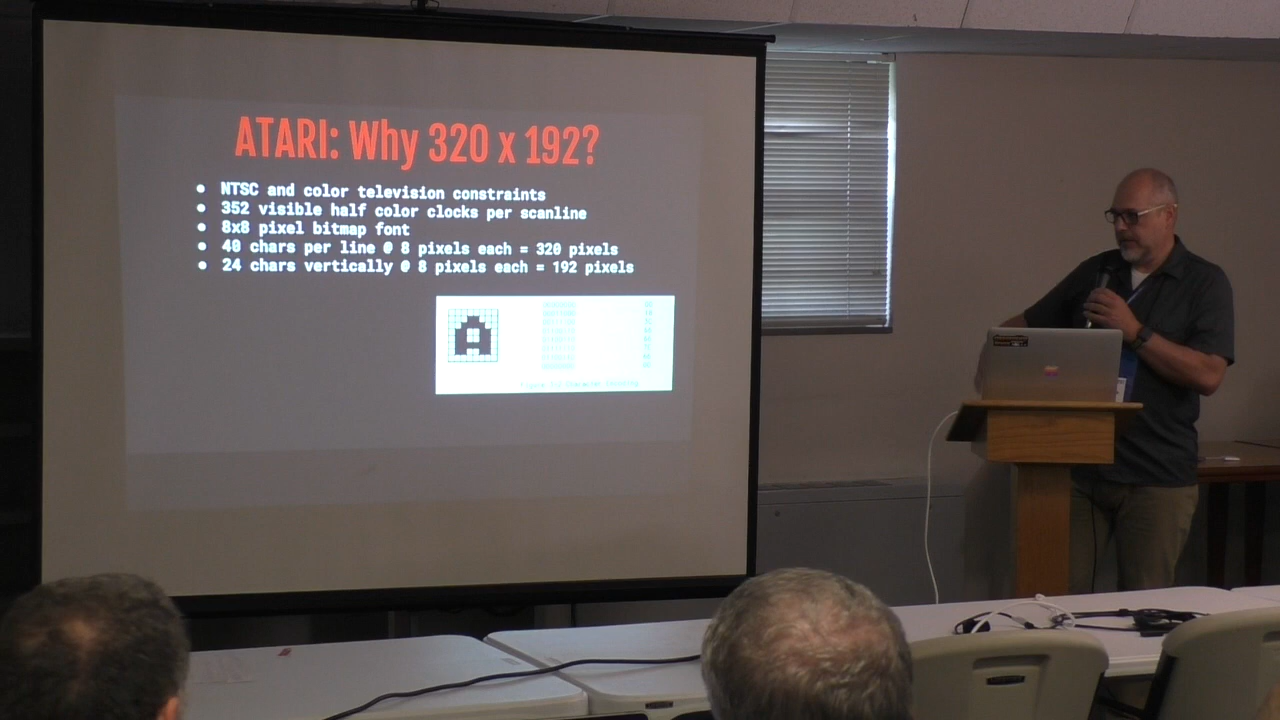 ATARI: Why 320 x 192?
● NTSC and color television constraints
● 352 visible half color clocks per scanline
● 8x8 pixel bitmap font
● 40 chars per line @ 8 pixels each = 320 pixels
● 24 chars vertically @ 8 pixels each = 192 pixels